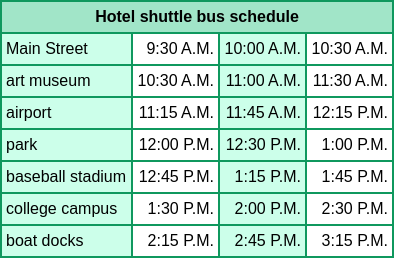 Hotel shuttle bus schedule
Main Street 9:30 A.M. 10:00 A.M. 10:30 A.M.
art museum 10:30 A.M. 11:00 A.M. 11:30 A.M.
airport 11:15 A.M. 11:45 A.M. 12:15 P.M.
park 12:00 P.M. 12:30 P.M. 1:00 P.M.
baseball stadium 12:45 P.M. 1:15 P.M. 1:45 P.M.
college campus 1:30 P.M. 2:00 P.M. 2:30 P.M.
boat docks 2:15 P.M. 2:45 P.M. 3:15 P.M.